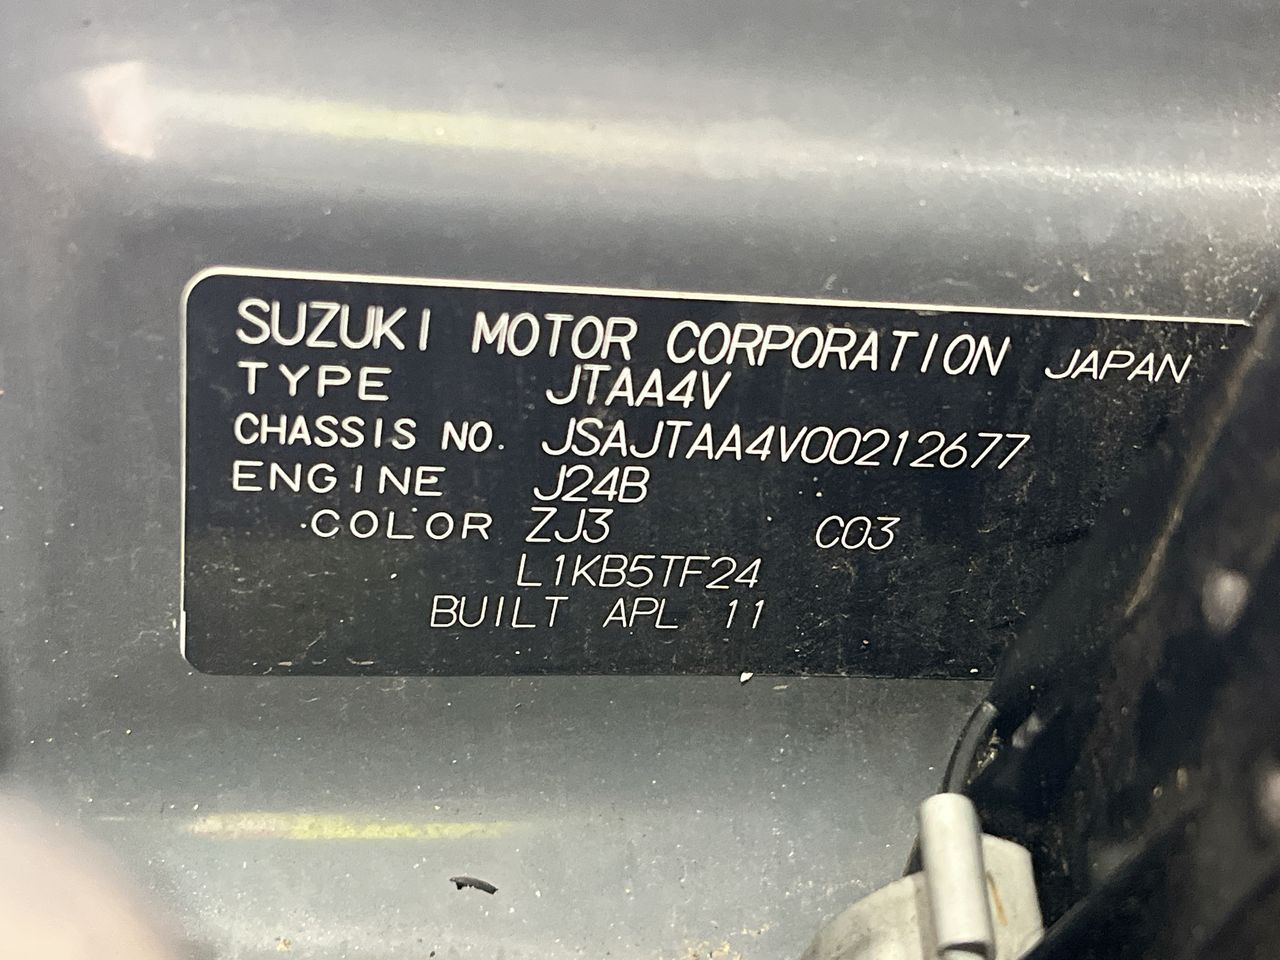 SUZUKI MOTOR CORPORATION JAPAN
TYPE JTAA4V
CHASSIS NO. JSAJTAA4V00212677
ENGINE J24B
COLOR ZJ3 C03
L1KB5TF24
BUILT APL 11